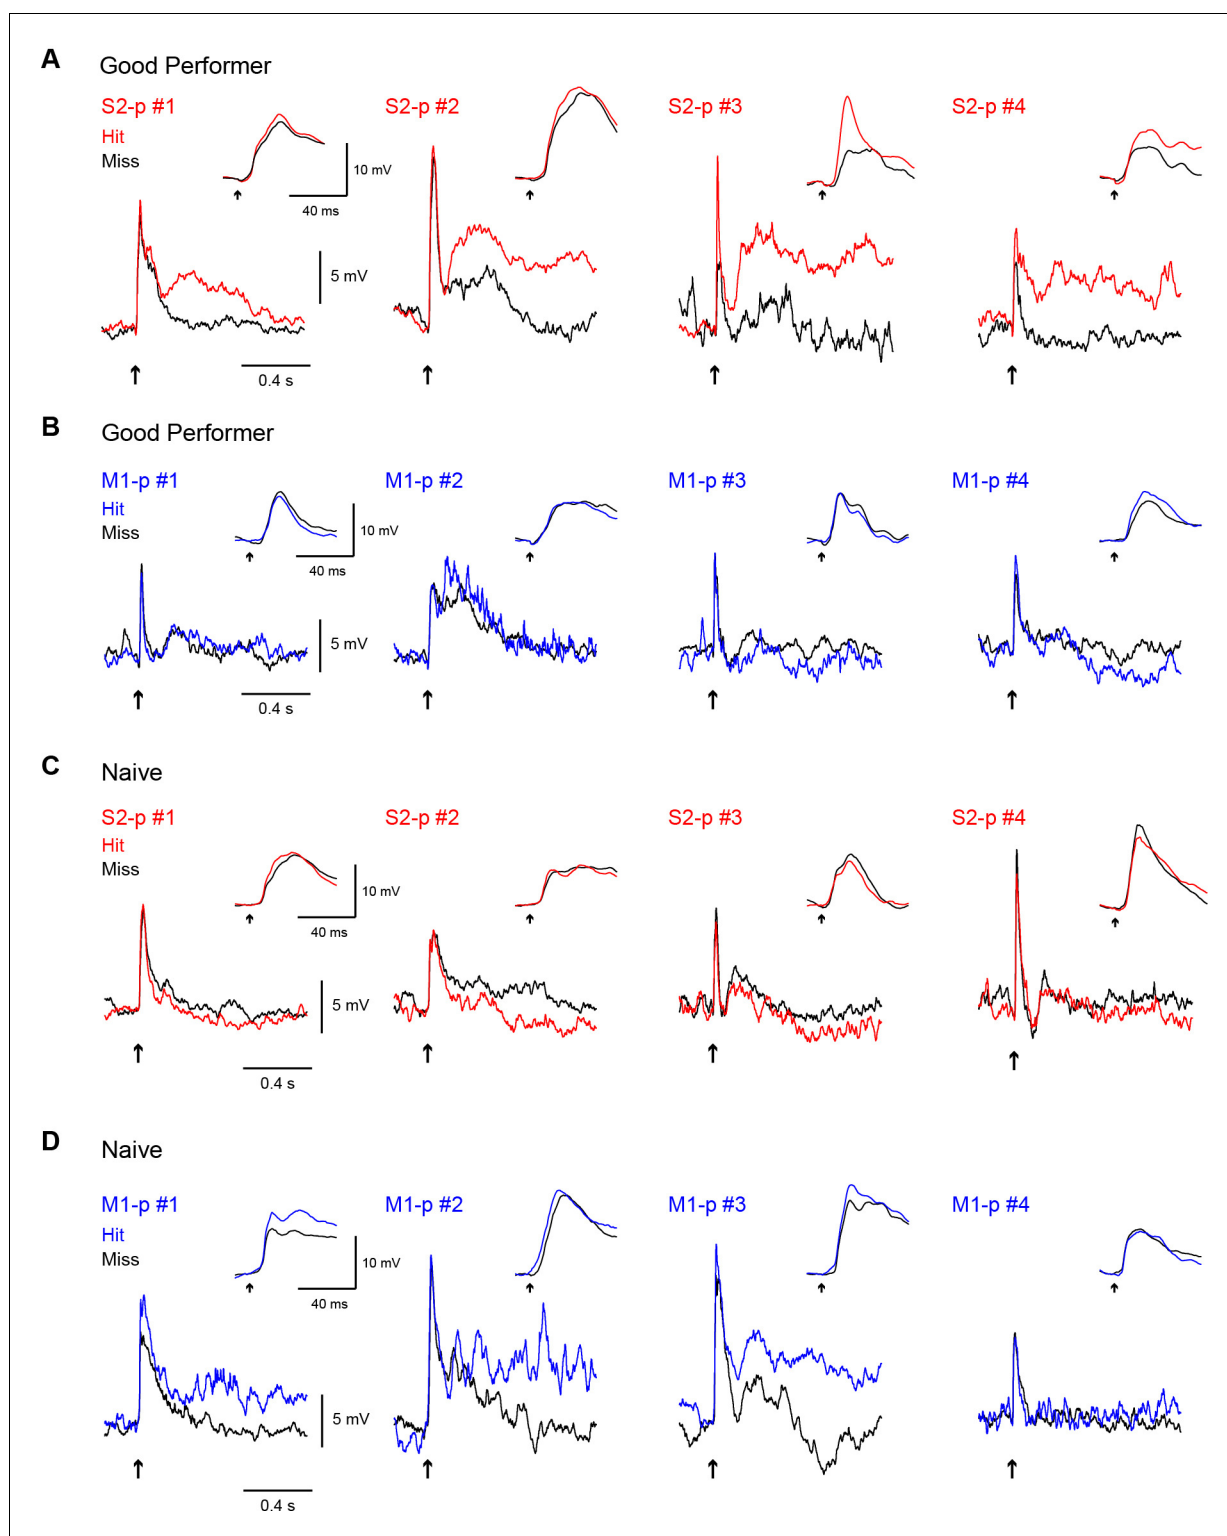 A
Good Performer
S2-p #1
S2-p #2
S2-p #3
S2-p #4
Hit
Miss
10 mV
40 ms
5 mV
0.4 s
B
Good Performer
M1-p #1
M1-p #2
M1-p #3
M1-p #4
Hit
Miss
10 mV
40 ms
5 mV
0.4 s
C
Naive
S2-p #1
S2-p #2
S2-p #3
S2-p #4
Hit
Miss
10 mV
40 ms
5 mV
0.4 s
D
Naive
M1-p #1
M1-p #2
M1-p #3
M1-p #4
Hit
Miss
10 mV
40 ms
5 mV
0.4 s